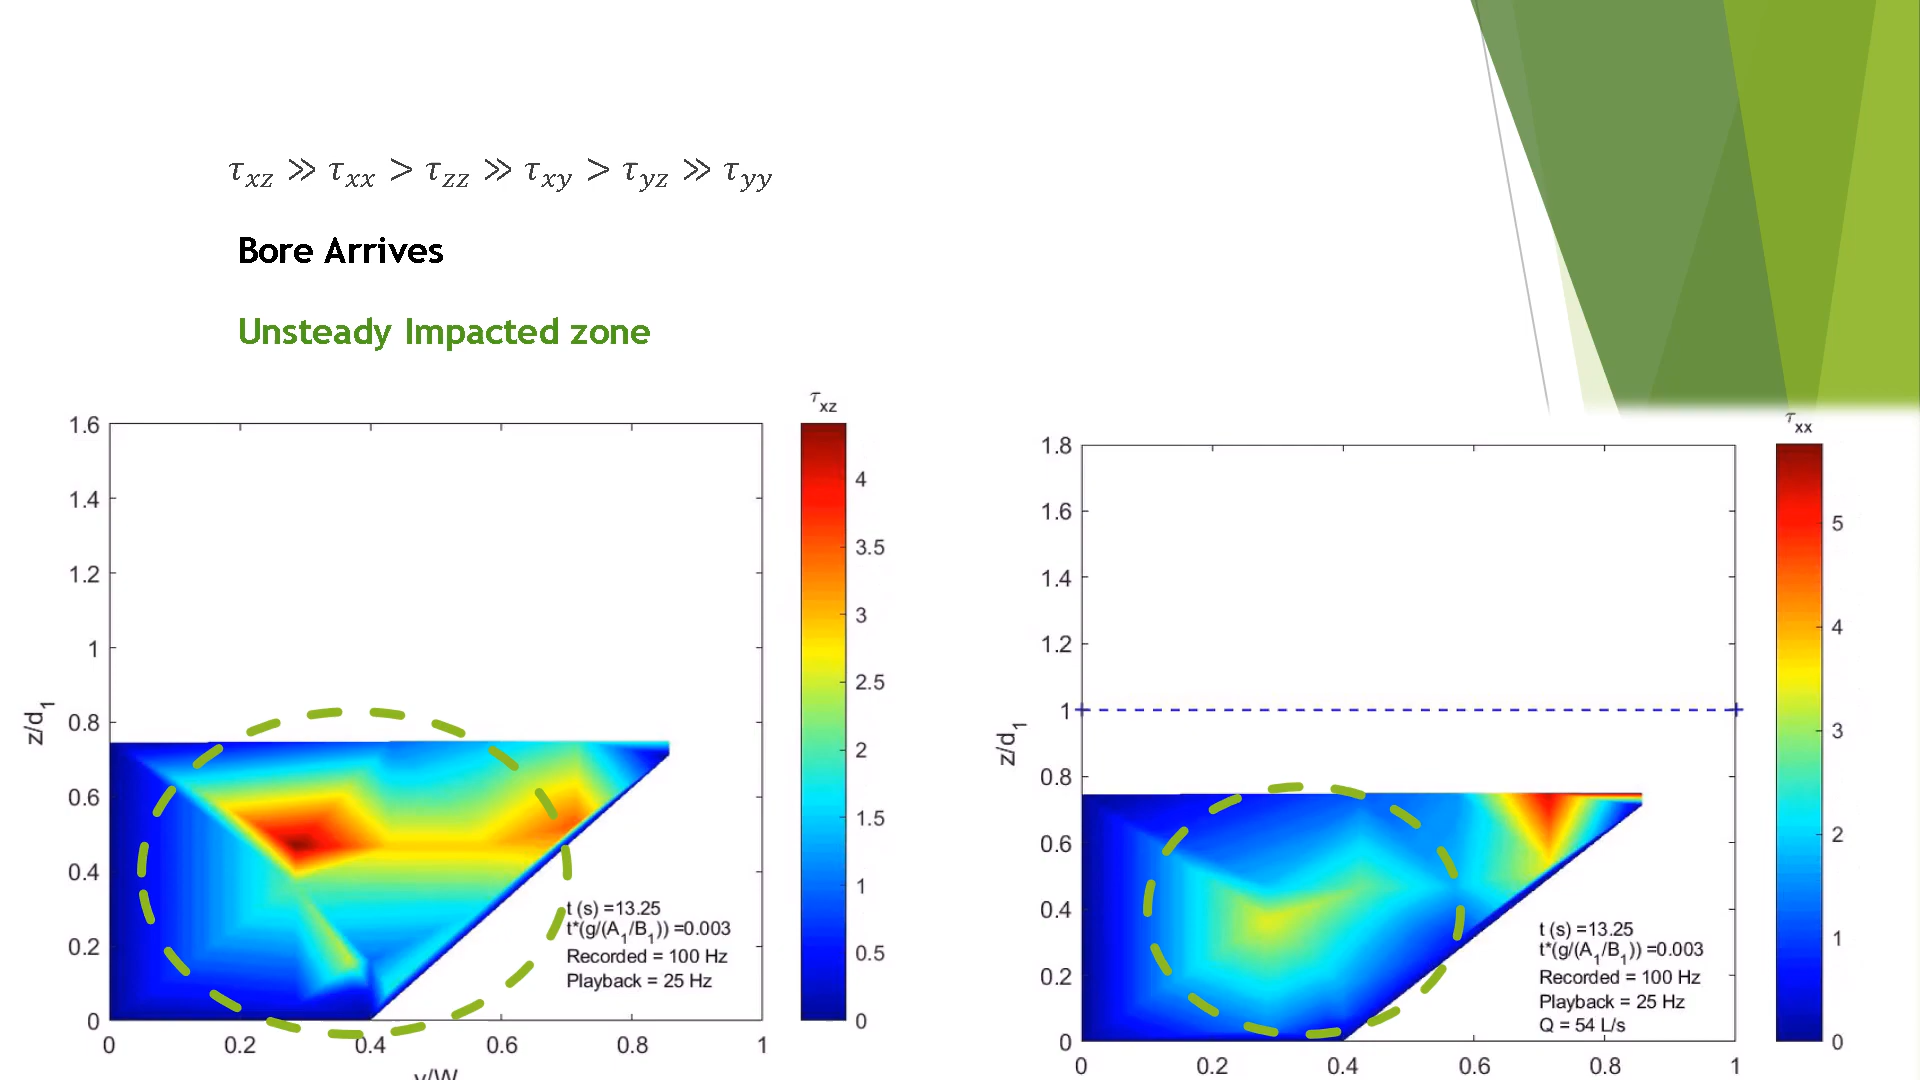 τxz ≫ τxx > τzz ≫ τxy > τyz ≫ τyy
Bore Arrives
Unsteady Impacted zone
τxz
1.6
1.4
1.2
1
0.8
0.6
0.4
0.2
0
z/d1
0 0.2 0.4 0.6 0.8 1
y/W
4
3.5
3
2.5
2
1.5
1
0.5
0
t (s) =13.25
t*(g/(A1/B1)) =0.003
Recorded = 100 Hz
Playback = 25 Hz
τxx
1.8
1.6
1.4
1.2
1
0.8
0.6
0.4
0.2
0
z/d1
0 0.2 0.4 0.6 0.8 1
5
4
3
2
1
0
t (s) =13.25
t*(g/(A1/B1)) =0.003
Recorded = 100 Hz
Playback = 25 Hz
Q = 54 L/s